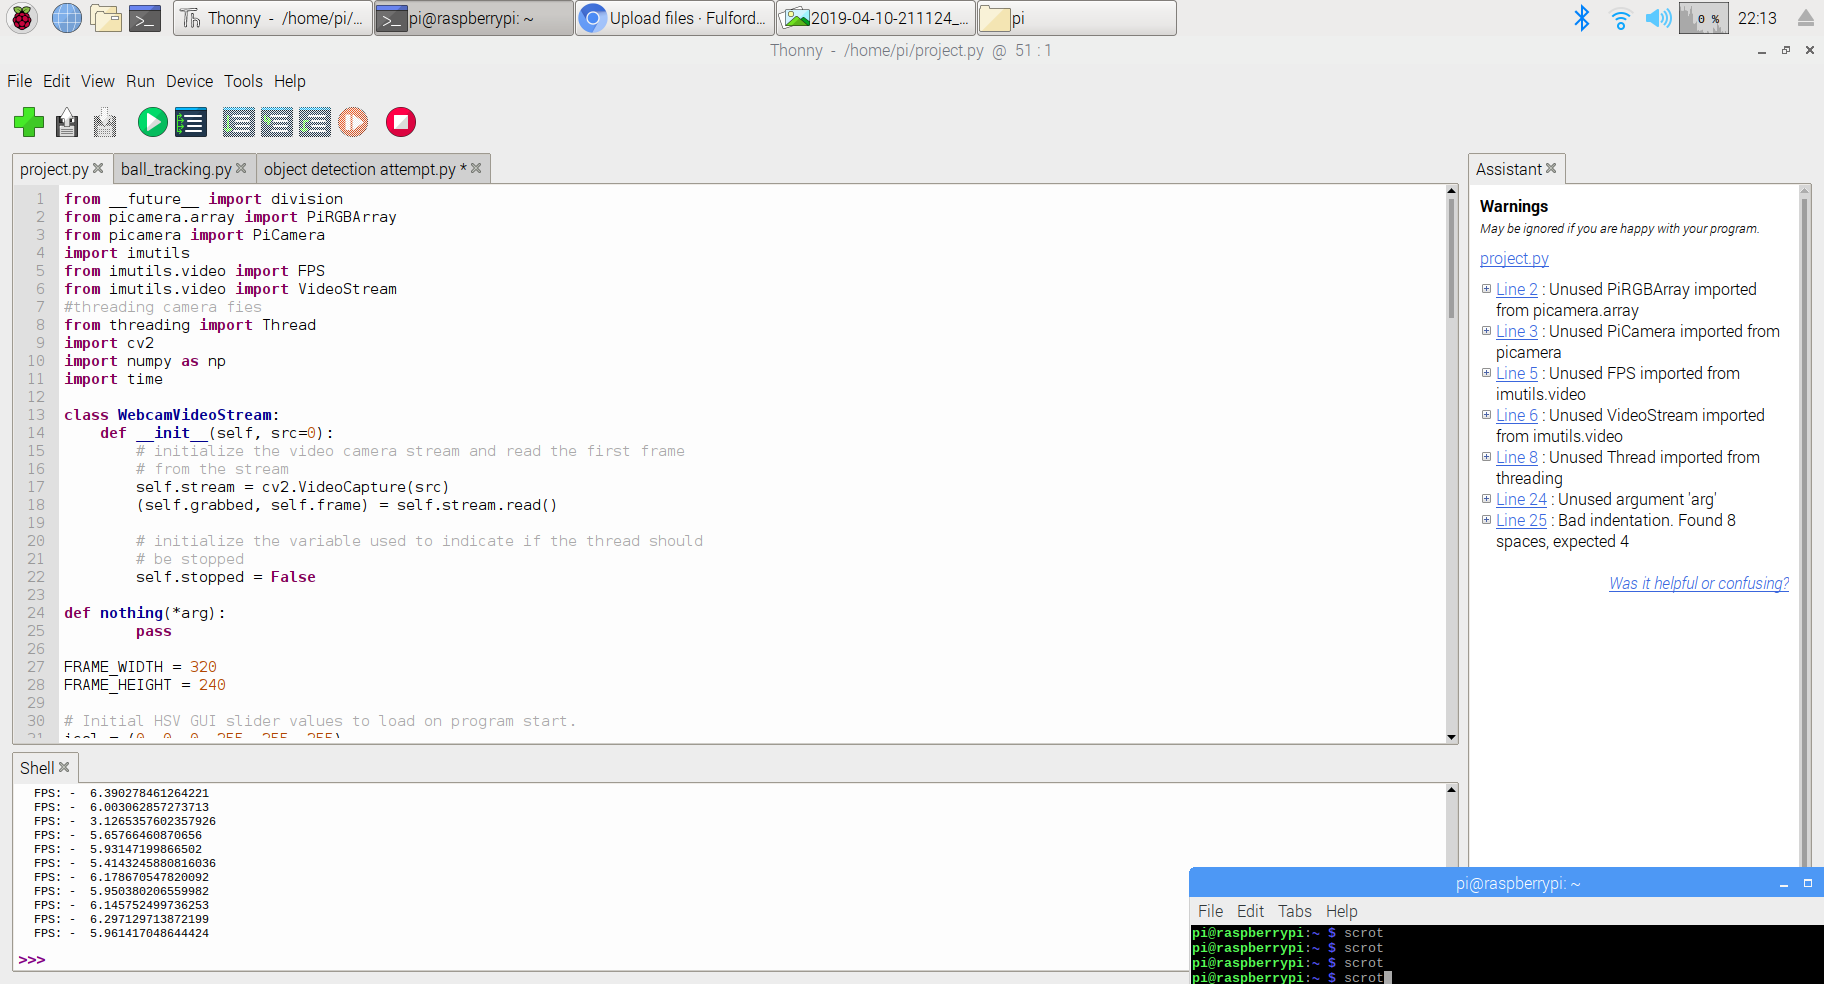 Thonny - /home/pi/...
pi@raspberrypi: ~
Upload files · Fulford...
2019-04-10-211124_...
pi
0 %
22:13
Thonny - /home/pi/project.py @ 51 : 1
File Edit View Run Device Tools Help
project.py
ball_tracking.py
object detection attempt.py *
1 from __future__ import division
2 from picamera.array import PiRGBArray
3 from picamera import PiCamera
4 import imutils
5 from imutils.video import FPS
6 from imutils.video import VideoStream
7 #threading camera fies
8 from threading import Thread
9 import cv2
10 import numpy as np
11 import time
12
13 class WebcamVideoStream:
14     def __init__(self, src=0):
15         # initialize the video camera stream and read the first frame
16         # from the stream
17         self.stream = cv2.VideoCapture(src)
18         (self.grabbed, self.frame) = self.stream.read()
19
20         # initialize the variable used to indicate if the thread should
21         # be stopped
22         self.stopped = False
23
24 def nothing(*arg):
25         pass
26
27 FRAME_WIDTH = 320
28 FRAME_HEIGHT = 240
29
30 # Initial HSV GUI slider values to load on program start.
31 icol = (0, 0, 0, 255, 255, 255)
Assistant
Warnings
May be ignored if you are happy with your program.
project.py
Line 2 : Unused PiRGBArray imported
from picamera.array
Line 3 : Unused PiCamera imported from
picamera
Line 5 : Unused FPS imported from
imutils.video
Line 6 : Unused VideoStream imported
from imutils.video
Line 8 : Unused Thread imported from
threading
Line 24 : Unused argument 'arg'
Line 25 : Bad indentation. Found 8
spaces, expected 4
Was it helpful or confusing?
Shell
FPS: -  6.390278461264221
FPS: -  6.003062857273713
FPS: -  3.1265357602357926
FPS: -  5.65766460870656
FPS: -  5.93147199866502
FPS: -  5.4143245880816036
FPS: -  6.178670547820092
FPS: -  5.950380206559982
FPS: -  6.145752499736253
FPS: -  6.297129713872199
FPS: -  5.961417048644424
>>>
pi@raspberrypi: ~
File Edit Tabs Help
pi@raspberrypi:~ $ scrot
pi@raspberrypi:~ $ scrot
pi@raspberrypi:~ $ scrot
pi@raspberrypi:~ $ scrot